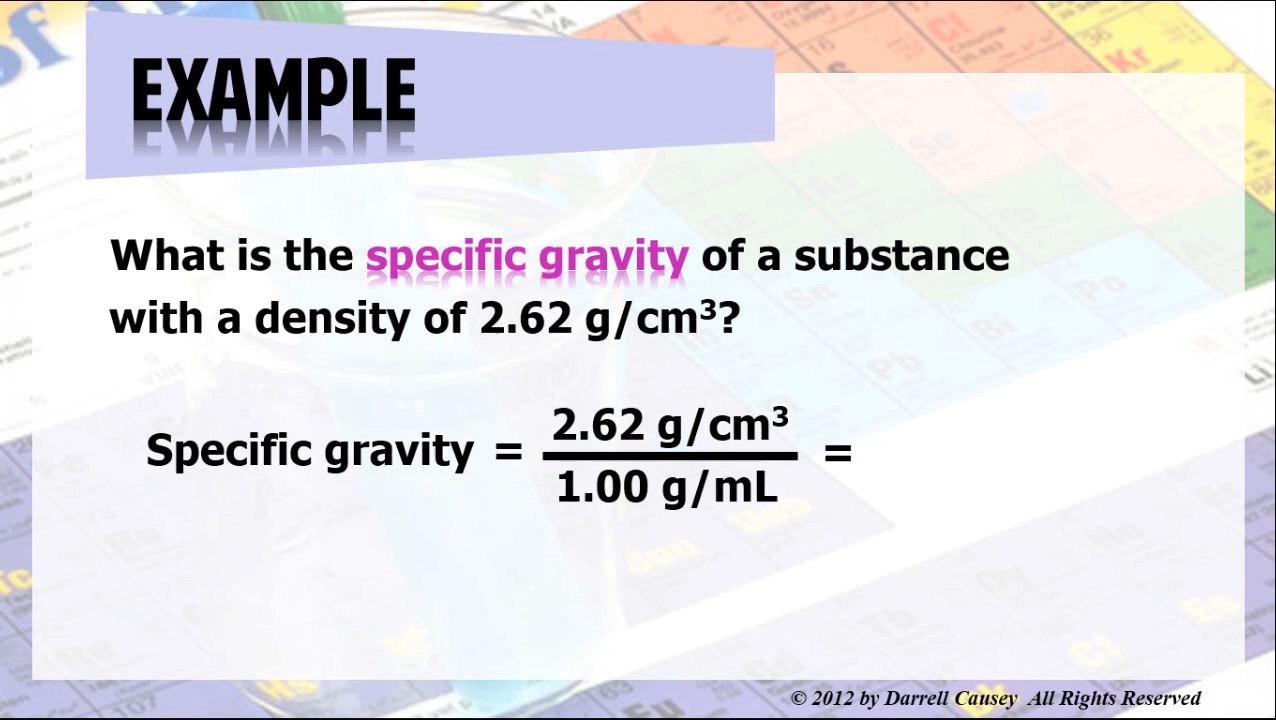 EXAMPLE
What is the specific gravity of a substance
with a density of 2.62 g/cm³?
Specific gravity = 2.62 g/cm³ =
1.00 g/mL
© 2012 by Darrell Causey All Rights Reserved